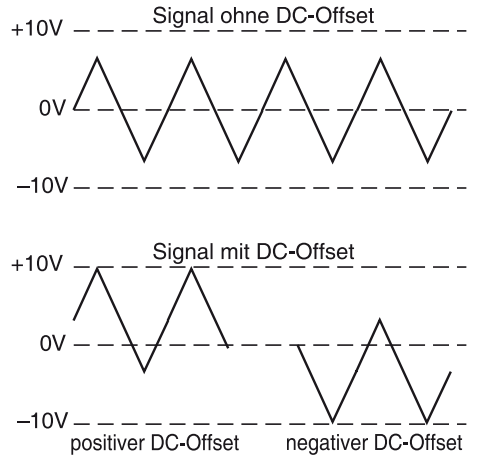 Signal ohne DC-Offset
+10V
0V
–10V
Signal mit DC-Offset
+10V
0V
–10V
positiver DC-Offset negativer DC-Offset